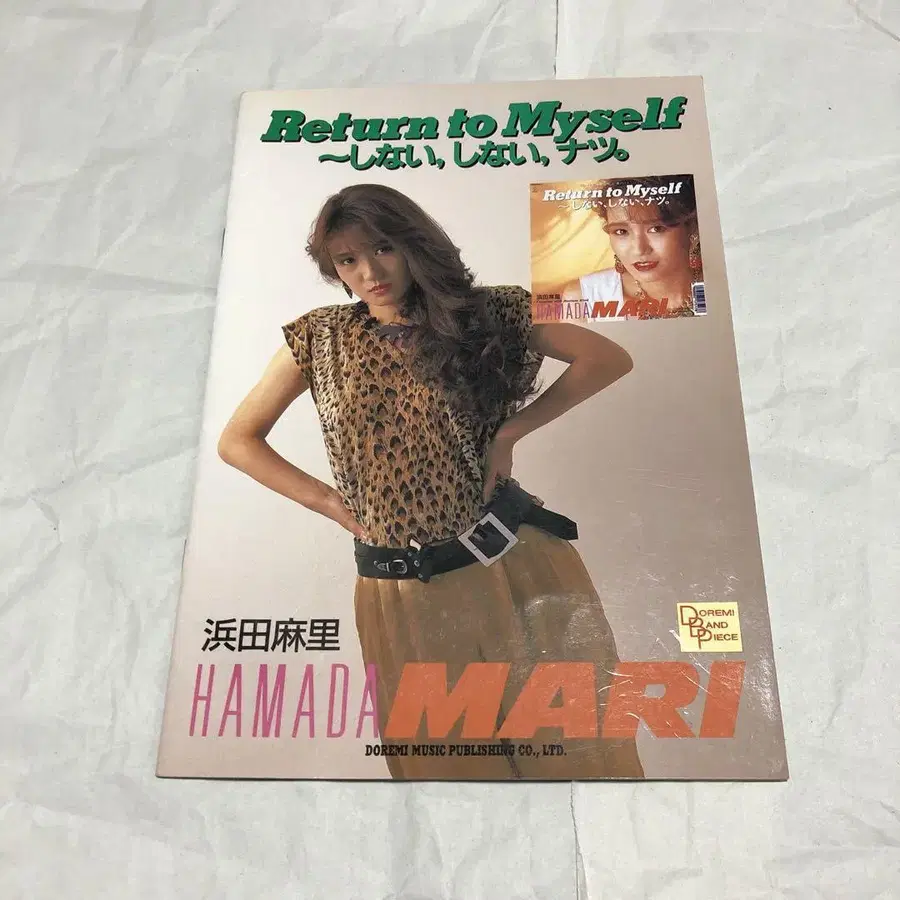 Return to Myself
〜しない,しない,ナツ。
Return to Myself
〜しない、しない、ナツ。
浜田麻里
HAMADA MARI
DOREMI
BAND
PIECE
浜田麻里
HAMADA MARI
DOREMI MUSIC PUBLISHING CO., LTD.